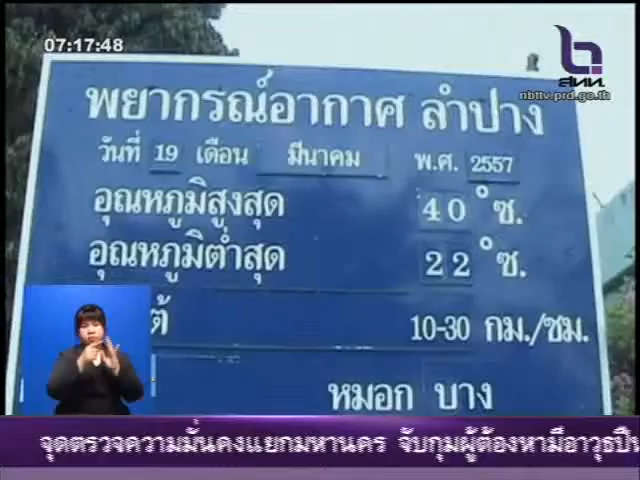 07:17:48
สทท
nbttv.prd.go.th
พยากรณ์อากาศ ลำปาง
วันที่ 19 เดือน มีนาคม พ.ศ. 2557
อุณหภูมิสูงสุด 40 °ซ.
อุณหภูมิต่ำสุด 22 °ซ.
ต้ 10-30 กม./ชม.
หมอก บาง
จุดตรวจความมั่นคงแยกมหานคร จับกุมผู้ต้องหามีอาวุธปืน